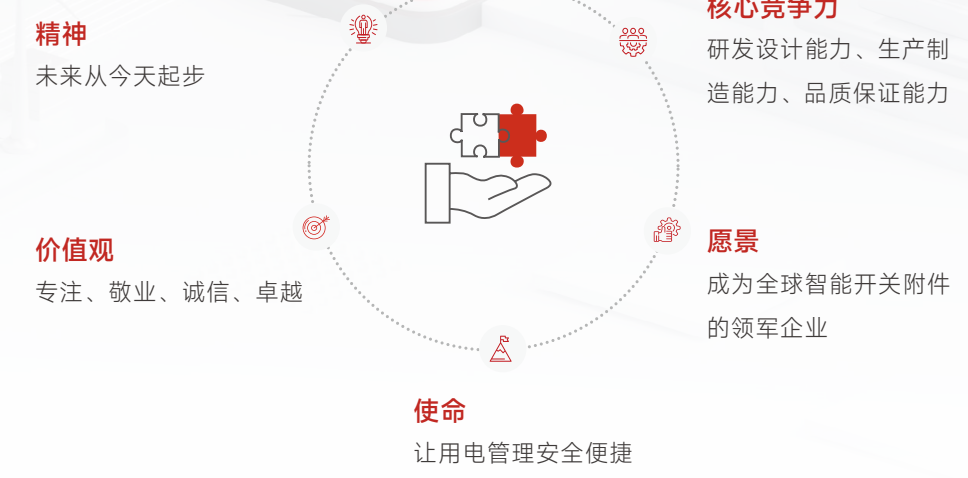 精神
未来从今天起步
核心竞争力
研发设计能力、生产制
造能力、品质保证能力
价值观
专注、敬业、诚信、卓越
愿景
成为全球智能开关附件
的领军企业
使命
让用电管理安全便捷